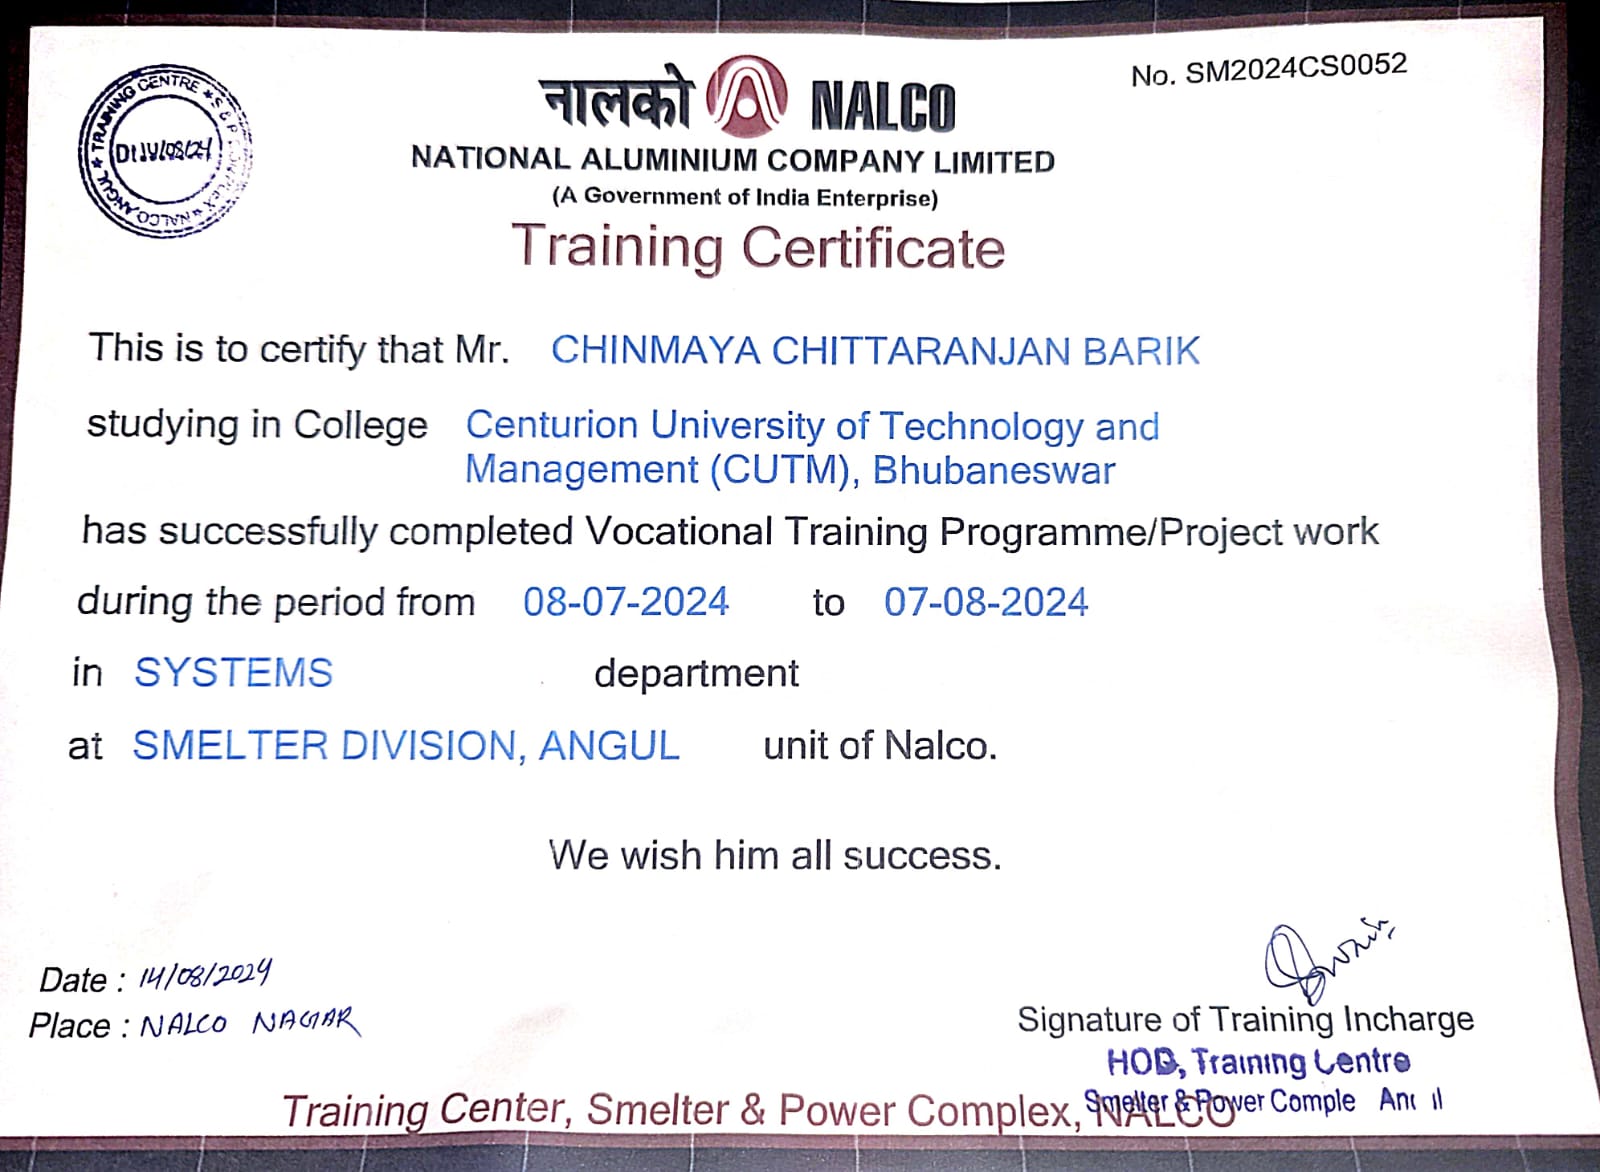 No. SM2024CS0052
नालको NALCO
NATIONAL ALUMINIUM COMPANY LIMITED
(A Government of India Enterprise)
Training Certificate
★ TRAINING CENTRE ★ S & P COMPLEX ★ NALCO, ANGUL
Dt 14/08/24
This is to certify that Mr. CHINMAYA CHITTARANJAN BARIK
studying in College Centurion University of Technology and
Management (CUTM), Bhubaneswar
has successfully completed Vocational Training Programme/Project work
during the period from 08-07-2024 to 07-08-2024
in SYSTEMS department
at SMELTER DIVISION, ANGUL unit of Nalco.
We wish him all success.
Date : 14/08/2024
Place : NALCO NAGAR
Signature of Training Incharge
HOD, Training Centre
Smelter & Power Comple
Training Center, Smelter & Power Complex, NALCO